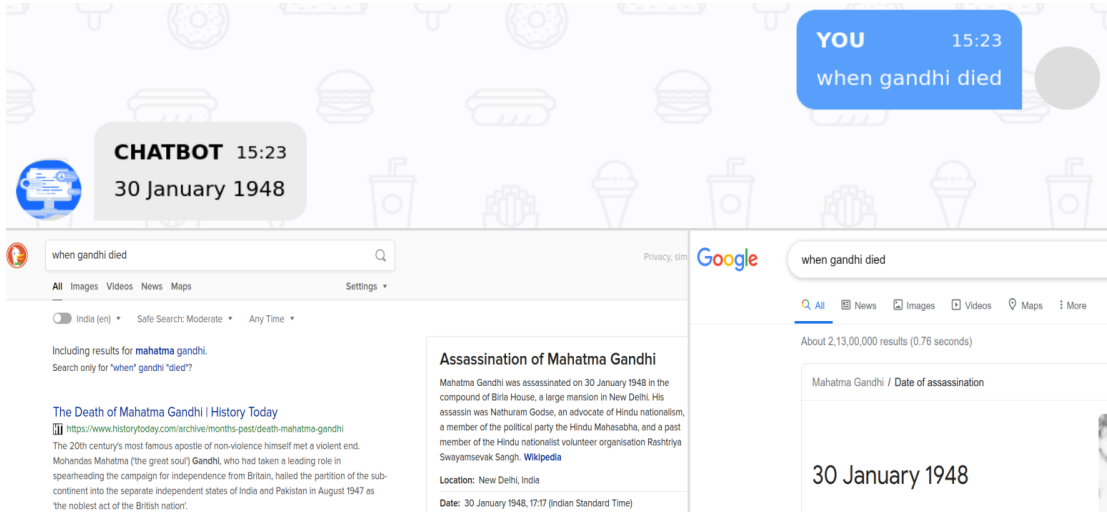 YOU 15:23
when gandhi died
CHATBOT 15:23
30 January 1948
when gandhi died
Privacy, sim
All Images Videos News Maps
Settings
India (en) Safe Search: Moderate Any Time
Including results for mahatma gandhi.
Search only for "when" gandhi "died"?
The Death of Mahatma Gandhi | History Today
https://www.historytoday.com/archive/months-past/death-mahatma-gandhi
The 20th century's most famous apostle of non-violence himself met a violent end.
Mohandas Mahatma ('the great soul') Gandhi, who had taken a leading role in
spearheading the campaign for independence from Britain, hailed the partition of the sub-
continent into the separate independent states of India and Pakistan in August 1947 as
'the noblest act of the British nation'.
Assassination of Mahatma Gandhi
Mahatma Gandhi was assassinated on 30 January 1948 in the
compound of Birla House, a large mansion in New Delhi. His
assassin was Nathuram Godse, an advocate of Hindu nationalism,
a member of the political party the Hindu Mahasabha, and a past
member of the Hindu nationalist volunteer organisation Rashtriya
Swayamsevak Sangh. Wikipedia
Location: New Delhi, India
Date: 30 January 1948, 17:17 (Indian Standard Time)
Google
when gandhi died
All News Images Videos Maps More
About 2,13,00,000 results (0.76 seconds)
Mahatma Gandhi / Date of assassination
30 January 1948